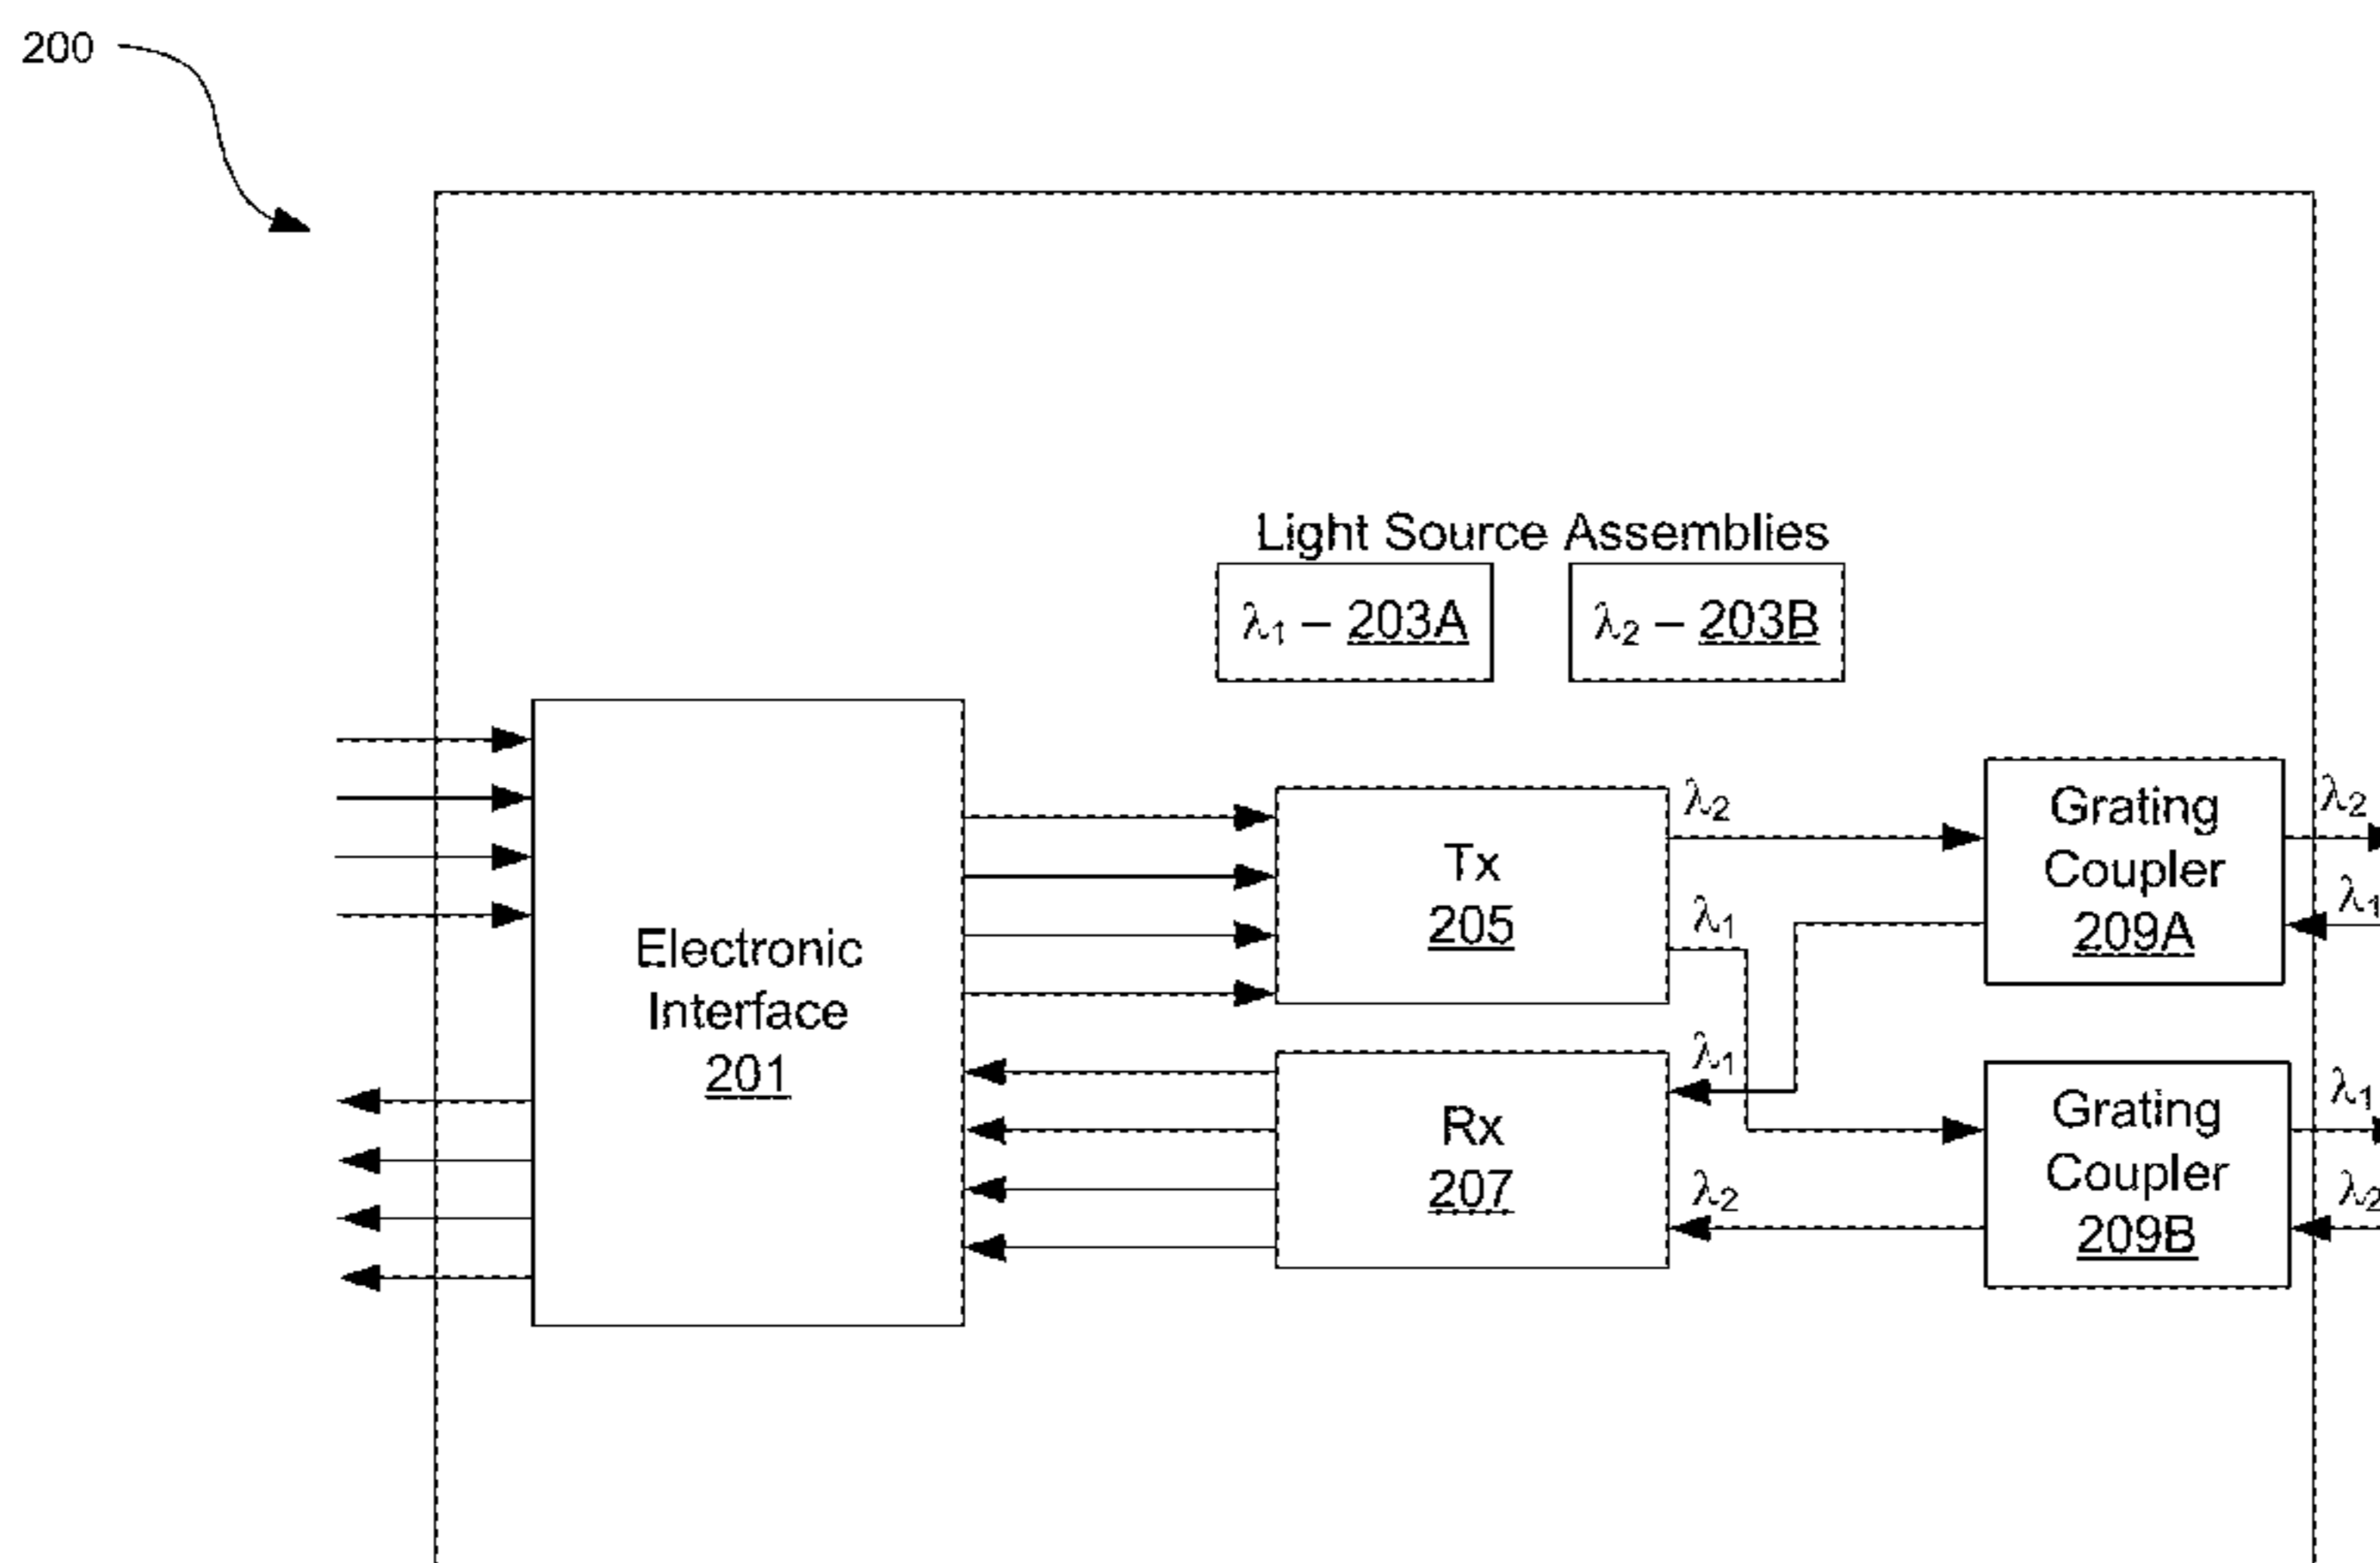 200
Light Source Assemblies
λ₁ – 203A
λ₂ – 203B
λ₂
Grating
Coupler
209A
λ₂
Tx
205
λ₁
λ₁
Electronic
Interface
201
λ₁
Rx
207
λ₂
Grating
Coupler
209B
λ₁
λ₂